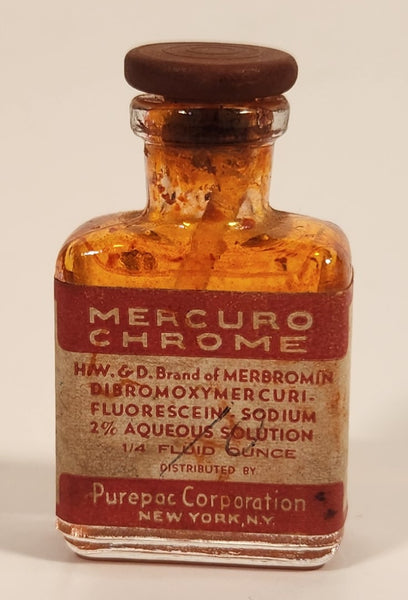 MERCURO
CHROME
H.W. & D. Brand of MERBROMIN
DIBROMOXYMERCURI-
FLUORESCEIN SODIUM
2% AQUEOUS SOLUTION
1/4 FLUID OUNCE
DISTRIBUTED BY
Purepac Corporation
NEW YORK, N.Y.